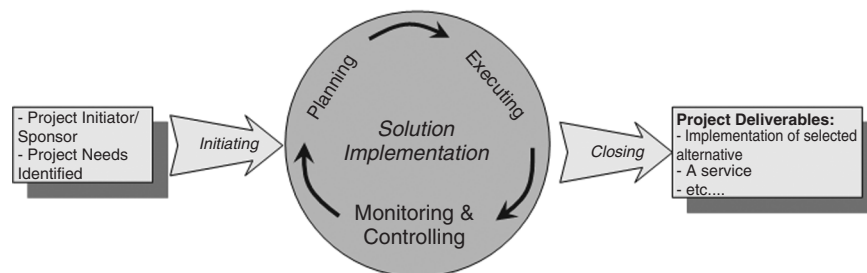 - Project Initiator/
Sponsor
- Project Needs
Identified
Initiating
Planning
Executing
Solution
Implementation
Monitoring &
Controlling
Closing
Project Deliverables:
- Implementation of selected
alternative
- A service
- etc....